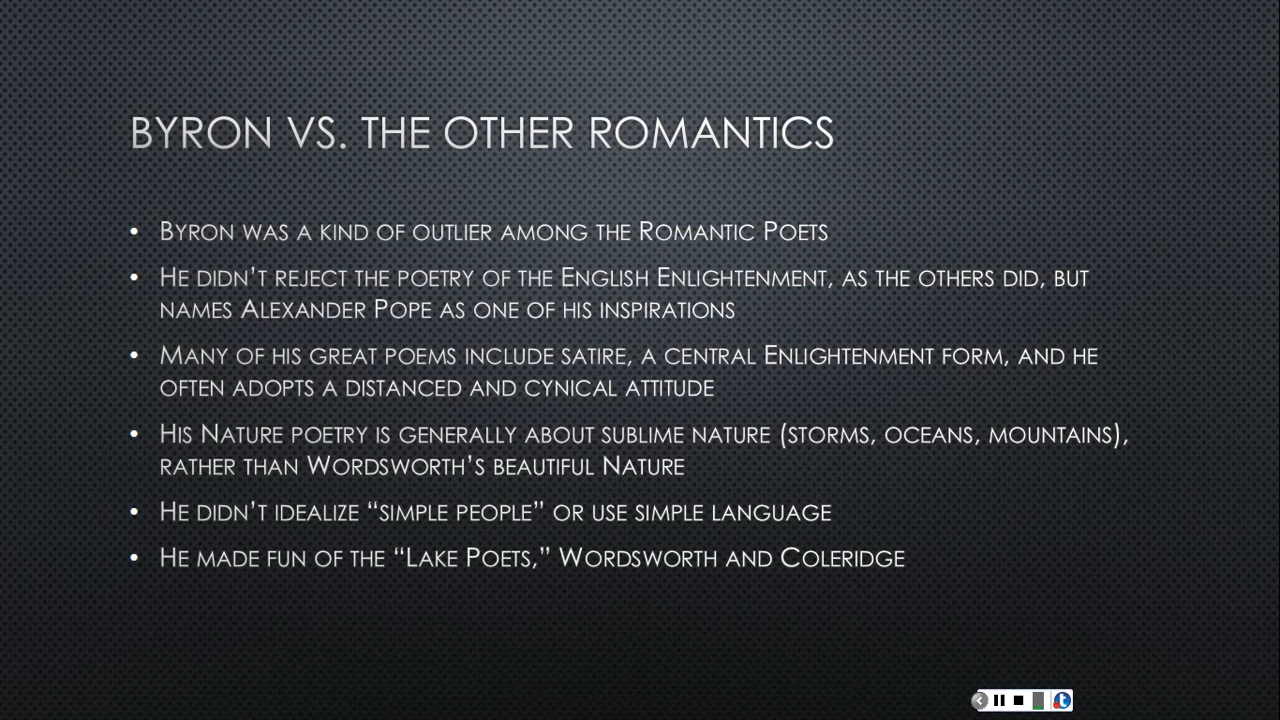 BYRON VS. THE OTHER ROMANTICS
• BYRON WAS A KIND OF OUTLIER AMONG THE ROMANTIC POETS
• HE DIDN'T REJECT THE POETRY OF THE ENGLISH ENLIGHTENMENT, AS THE OTHERS DID, BUT
NAMES ALEXANDER POPE AS ONE OF HIS INSPIRATIONS
• MANY OF HIS GREAT POEMS INCLUDE SATIRE, A CENTRAL ENLIGHTENMENT FORM, AND HE
OFTEN ADOPTS A DISTANCED AND CYNICAL ATTITUDE
• HIS NATURE POETRY IS GENERALLY ABOUT SUBLIME NATURE (STORMS, OCEANS, MOUNTAINS),
RATHER THAN WORDSWORTH'S BEAUTIFUL NATURE
• HE DIDN'T IDEALIZE “SIMPLE PEOPLE” OR USE SIMPLE LANGUAGE
• HE MADE FUN OF THE “LAKE POETS,” WORDSWORTH AND COLERIDGE
t